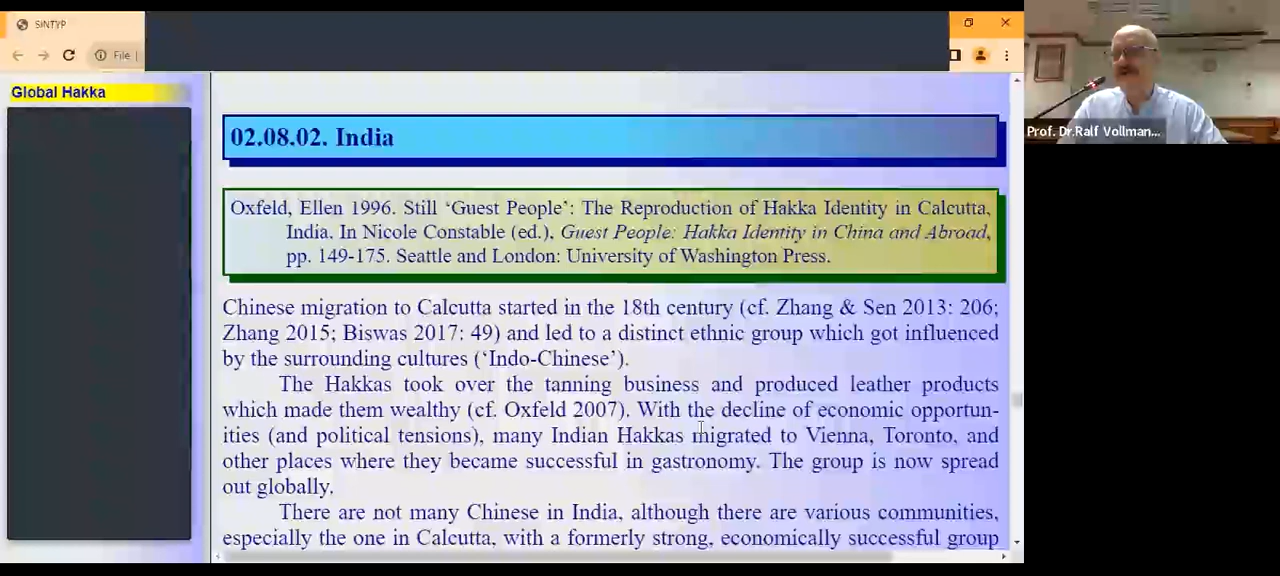 SINTYP
File
Global Hakka
02.08.02. India
Oxfeld, Ellen 1996. Still ‘Guest People’: The Reproduction of Hakka Identity in Calcutta,
India. In Nicole Constable (ed.), Guest People: Hakka Identity in China and Abroad,
pp. 149-175. Seattle and London: University of Washington Press.
Chinese migration to Calcutta started in the 18th century (cf. Zhang & Sen 2013: 206;
Zhang 2015; Biswas 2017: 49) and led to a distinct ethnic group which got influenced
by the surrounding cultures (‘Indo-Chinese’).
The Hakkas took over the tanning business and produced leather products
which made them wealthy (cf. Oxfeld 2007). With the decline of economic opportun-
ities (and political tensions), many Indian Hakkas migrated to Vienna, Toronto, and
other places where they became successful in gastronomy. The group is now spread
out globally.
There are not many Chinese in India, although there are various communities,
especially the one in Calcutta, with a formerly strong, economically successful group
Prof. Dr.Ralf Vollman...